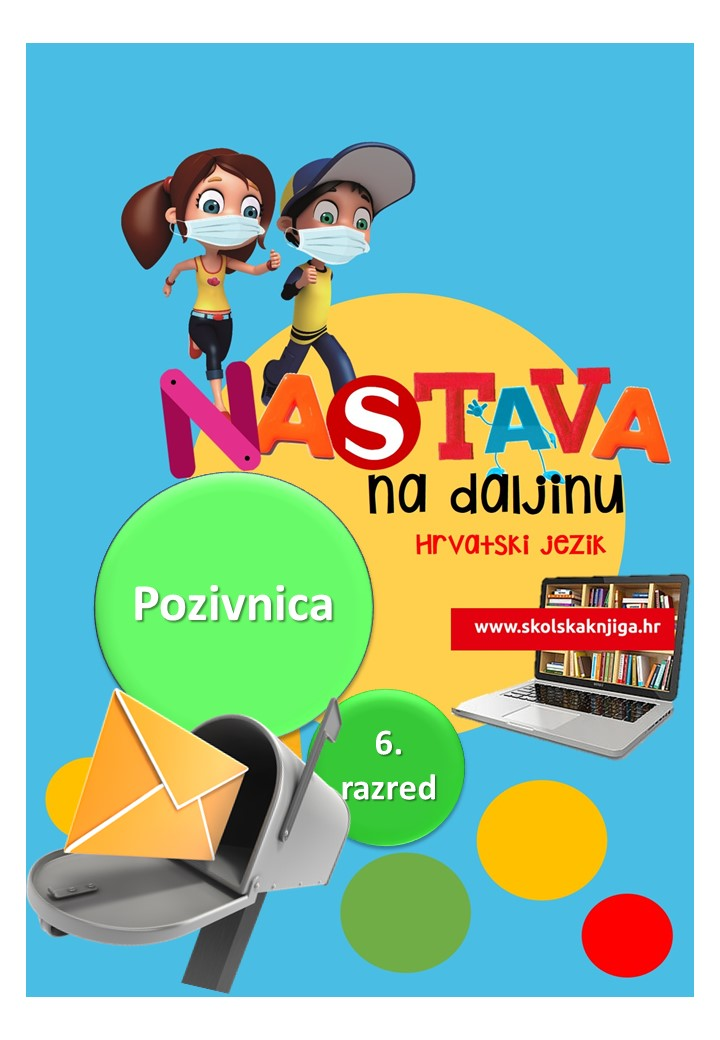 NASTAVA
na daljinu
Hrvatski jezik
Pozivnica
www.skolskaknjiga.hr
6.
razred